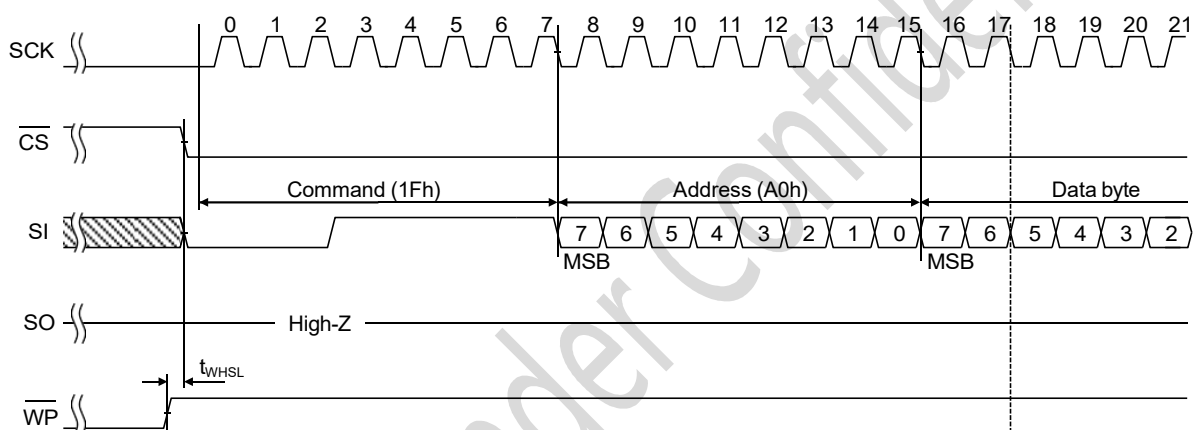 0 1 2 3 4 5 6 7 8 9 10 11 12 13 14 15 16 17 18 19 20 21
SCK
CS
Command (1Fh) Address (A0h) Data byte
SI 7 6 5 4 3 2 1 0 7 6 5 4 3 2
MSB MSB
SO High-Z
tWHSL
WP